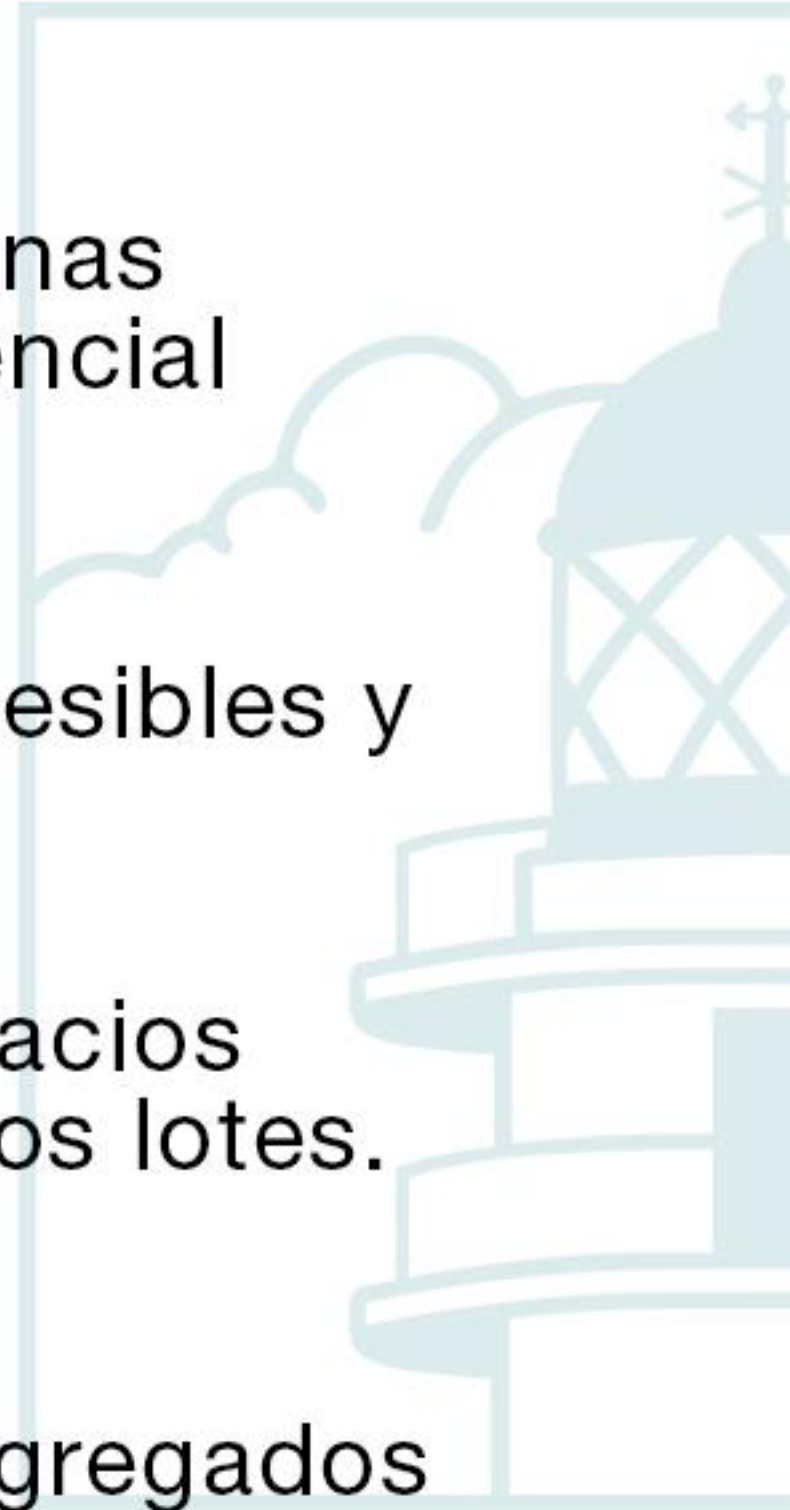 nas
encial
esibles y
acios
os lotes.
gregados